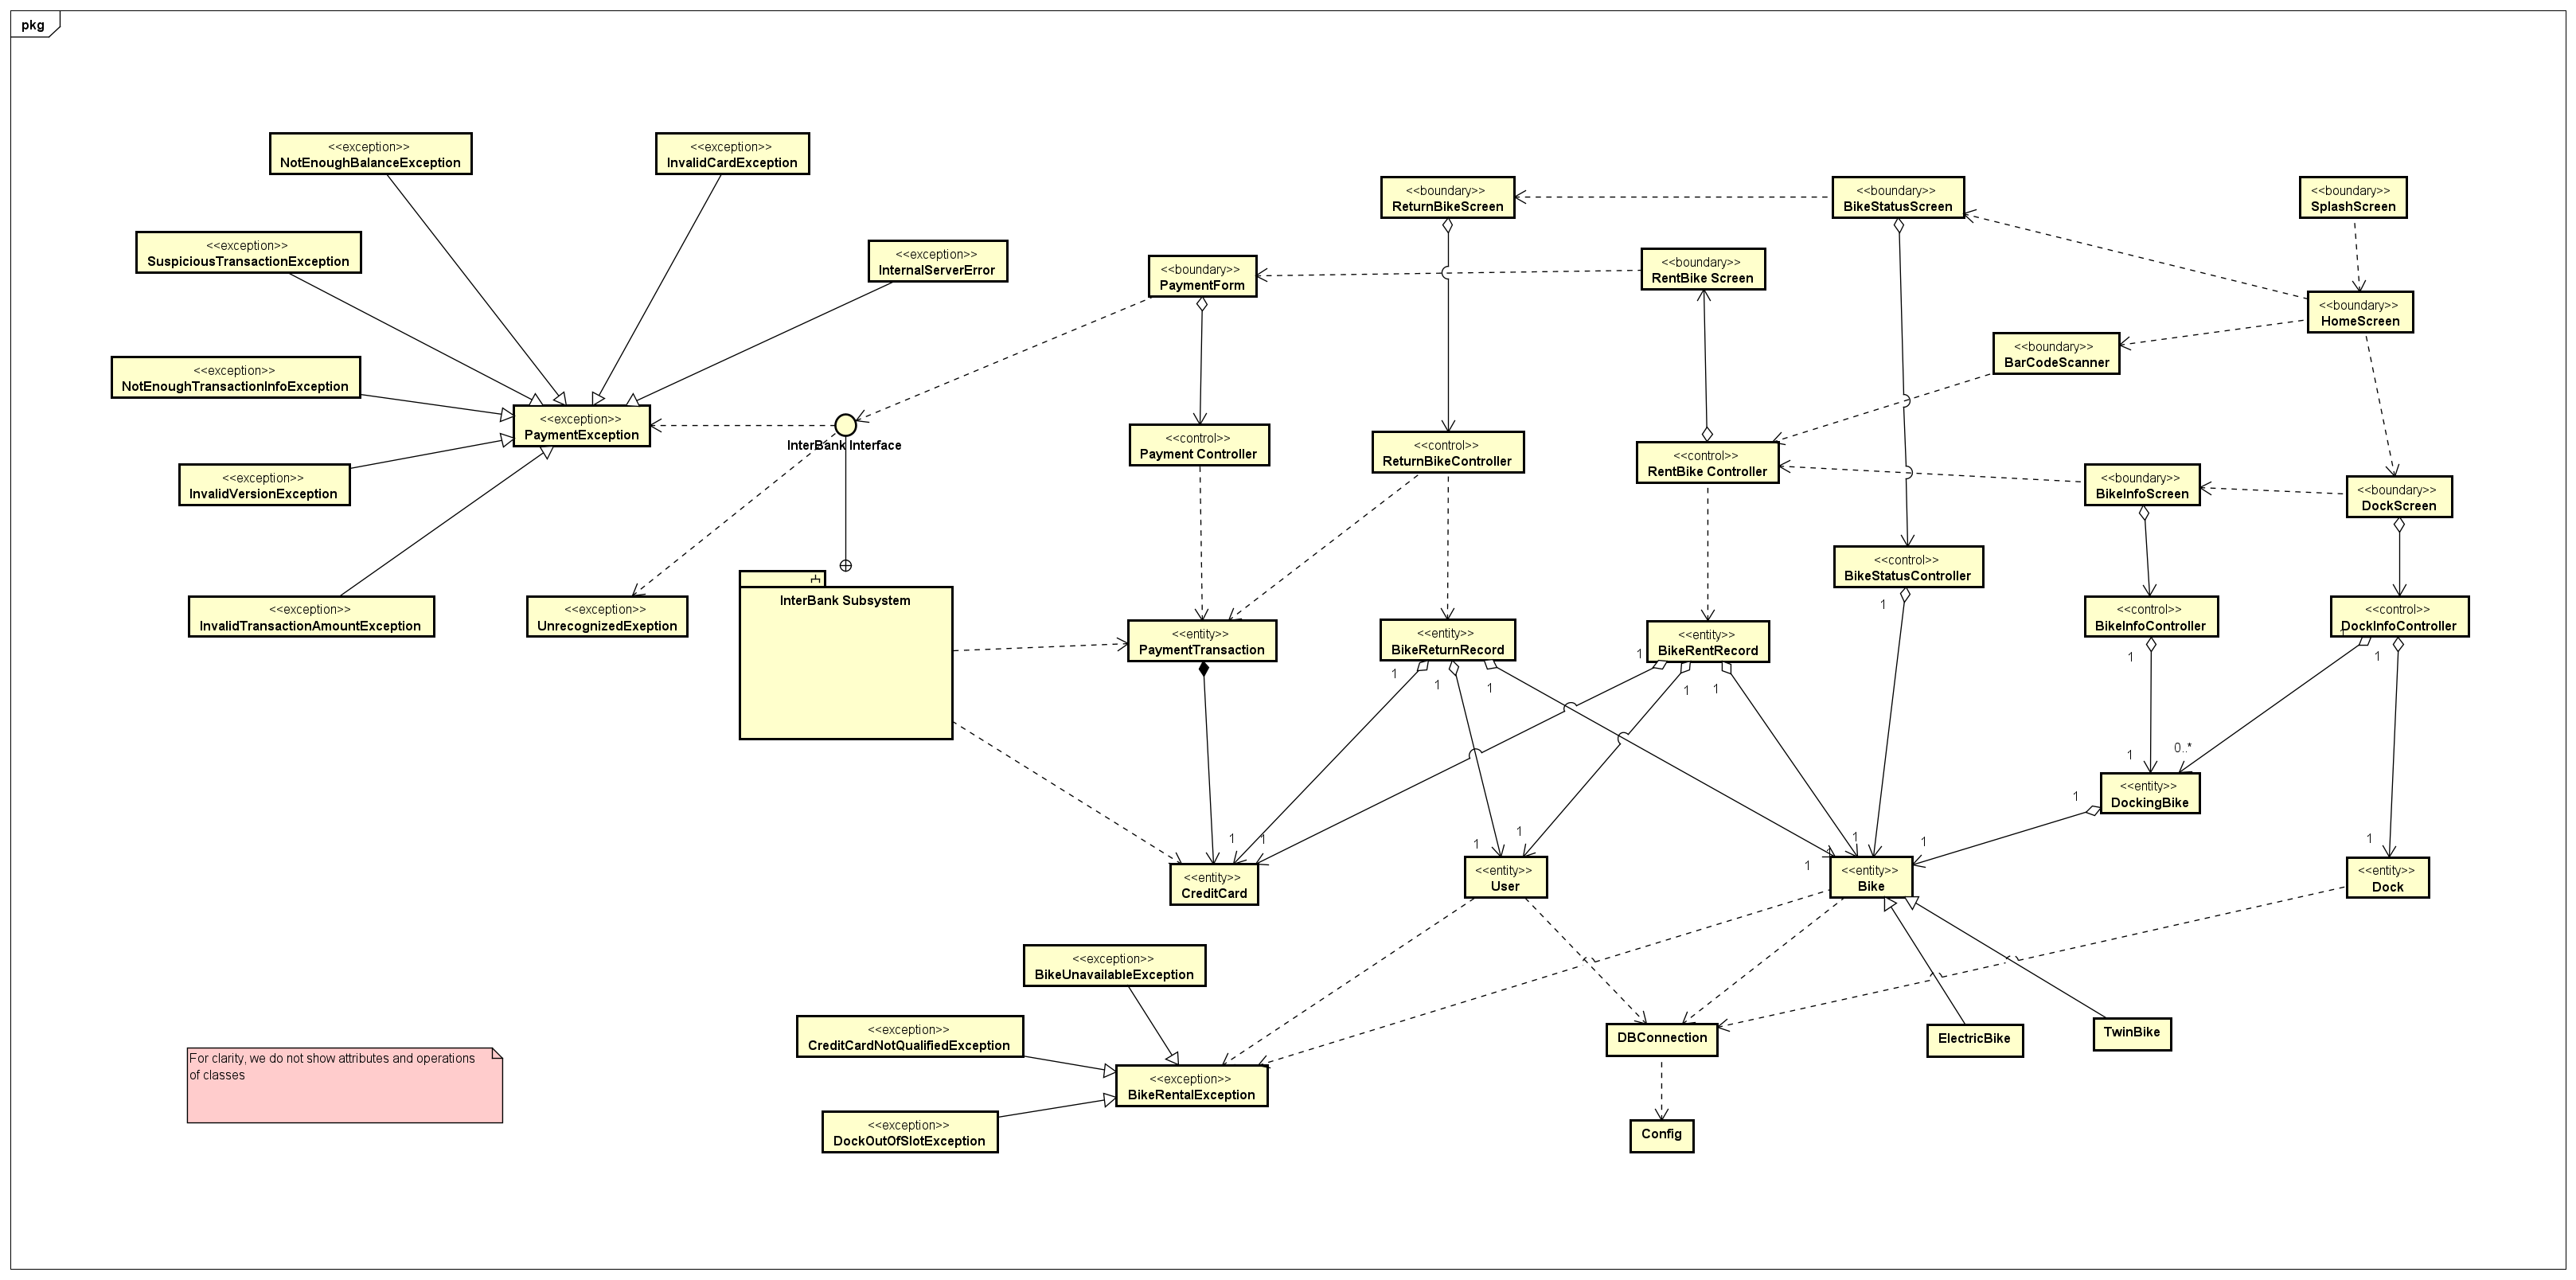 pkg
<<exception>>
NotEnoughBalanceException
<<exception>>
InvalidCardException
<<boundary>>
ReturnBikeScreen
<<boundary>>
BikeStatusScreen
<<boundary>>
SplashScreen
<<exception>>
SuspiciousTransactionException
<<exception>>
InternalServerError
<<boundary>>
PaymentForm
<<boundary>>
RentBike Screen
<<boundary>>
HomeScreen
<<boundary>>
BarCodeScanner
<<exception>>
NotEnoughTransactionInfoException
<<exception>>
PaymentException
InterBank Interface
<<control>>
Payment Controller
<<control>>
ReturnBikeController
<<control>>
RentBike Controller
<<boundary>>
BikeInfoScreen
<<boundary>>
DockScreen
<<exception>>
InvalidVersionException
<<control>>
BikeStatusController
1
<<exception>>
InvalidTransactionAmountException
<<exception>>
UnrecognizedExeption
InterBank Subsystem
<<control>>
BikeInfoController
1
<<control>>
DockInfoController
1
1
<<entity>>
PaymentTransaction
<<entity>>
BikeReturnRecord
1
1
1
<<entity>>
BikeRentRecord
1
1
1
1
0..*
<<entity>>
DockingBike
1
1
1
1
1
1
1
1
1
1
1
<<entity>>
CreditCard
<<entity>>
User
<<entity>>
Bike
<<entity>>
Dock
<<exception>>
BikeUnavailableException
<<exception>>
CreditCardNotQualifiedException
DBConnection
ElectricBike
TwinBike
For clarity, we do not show attributes and operations
of classes
<<exception>>
BikeRentalException
<<exception>>
DockOutOfSlotException
Config